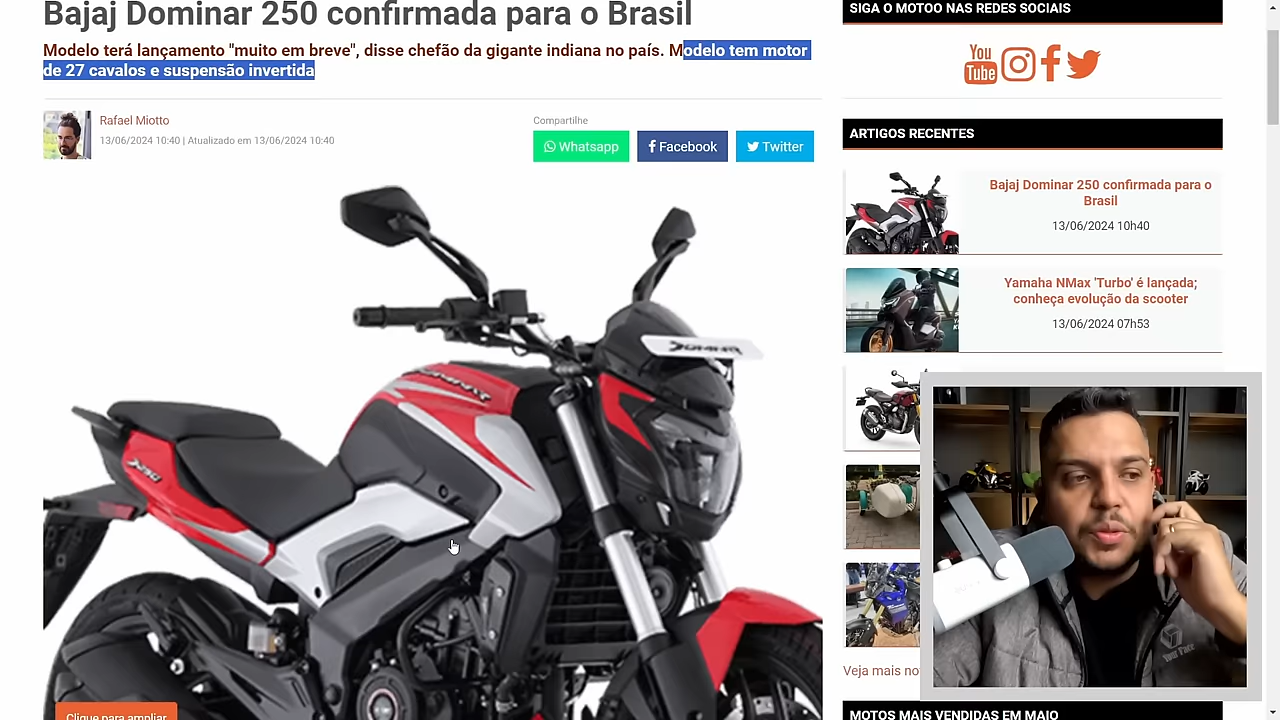 Bajaj Dominar 250 confirmada para o Brasil
Modelo terá lançamento "muito em breve", disse chefão da gigante indiana no país. Modelo tem motor
de 27 cavalos e suspensão invertida
Rafael Miotto
13/06/2024 10:40 | Atualizado em 13/06/2024 10:40
Compartilhe
Whatsapp
Facebook
Twitter
Clique para ampliar
SIGA O MOTOO NAS REDES SOCIAIS
You
Tube
ARTIGOS RECENTES
Bajaj Dominar 250 confirmada para o
Brasil
13/06/2024 10h40
Yamaha NMax 'Turbo' é lançada;
conheça evolução da scooter
13/06/2024 07h53
Veja mais
MOTOS MAIS VENDIDAS EM MAIO